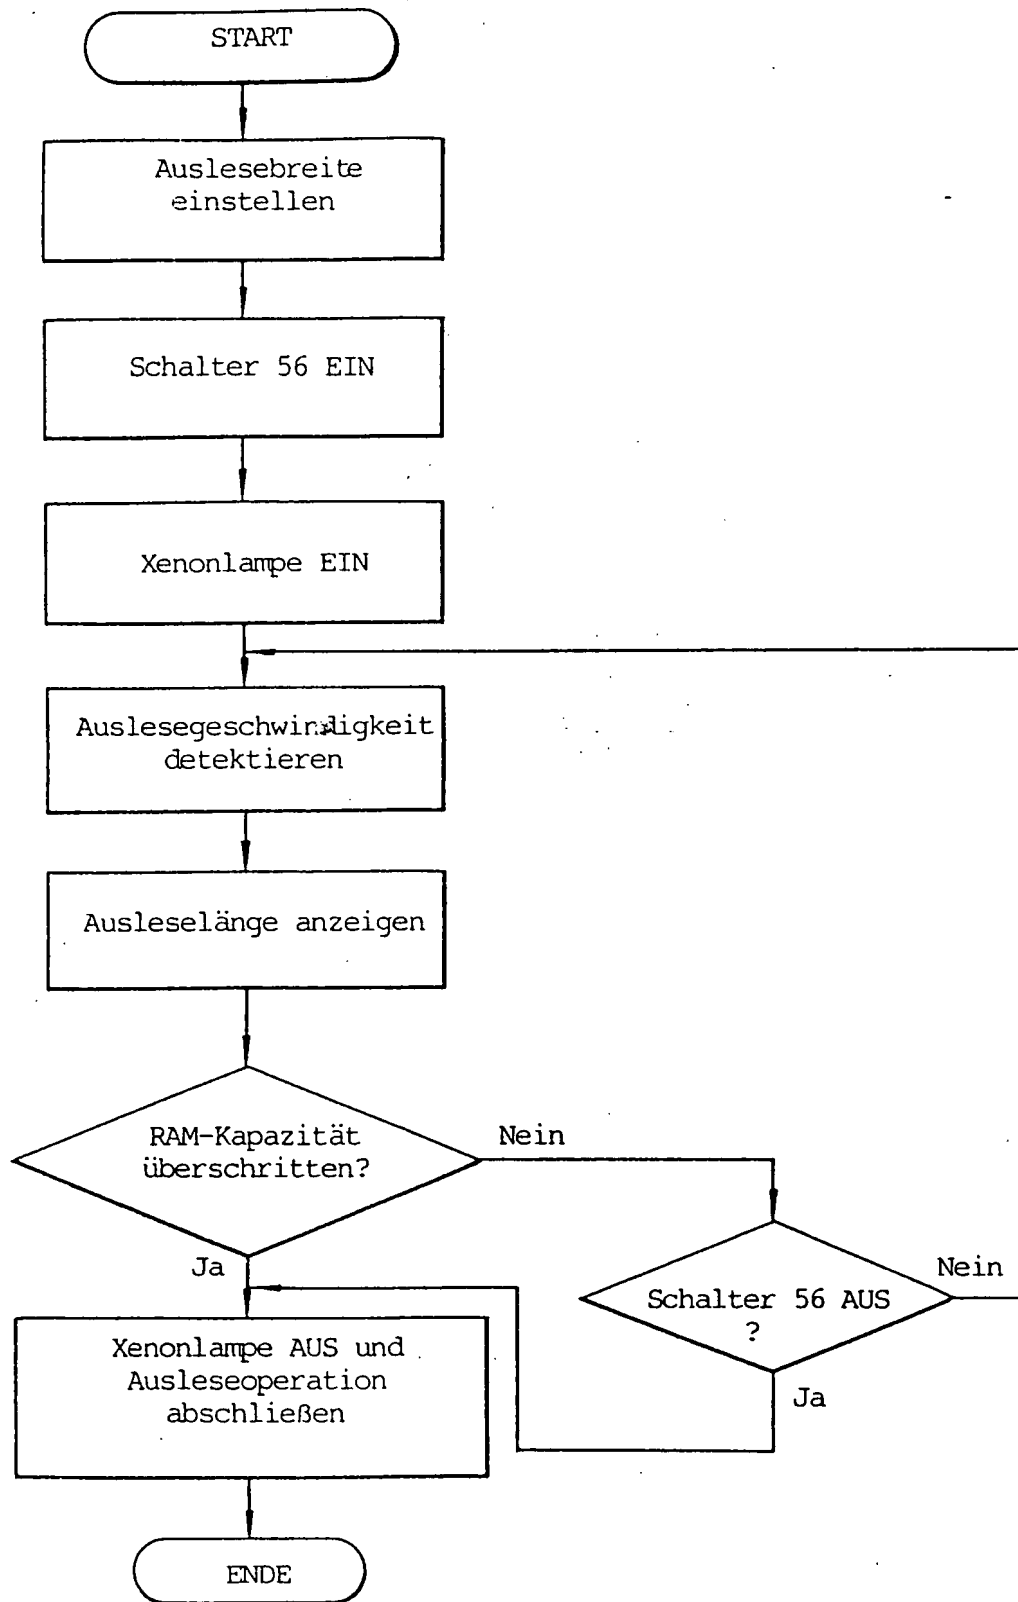 START
Auslesebreite
einstellen
Schalter 56 EIN
Xenonlampe EIN
Auslesegeschwindigkeit
detektieren
Ausleselänge anzeigen
RAM-Kapazität
überschritten?
Nein
Ja
Schalter 56 AUS
?
Nein
Ja
Xenonlampe AUS und
Ausleseoperation
abschließen
ENDE